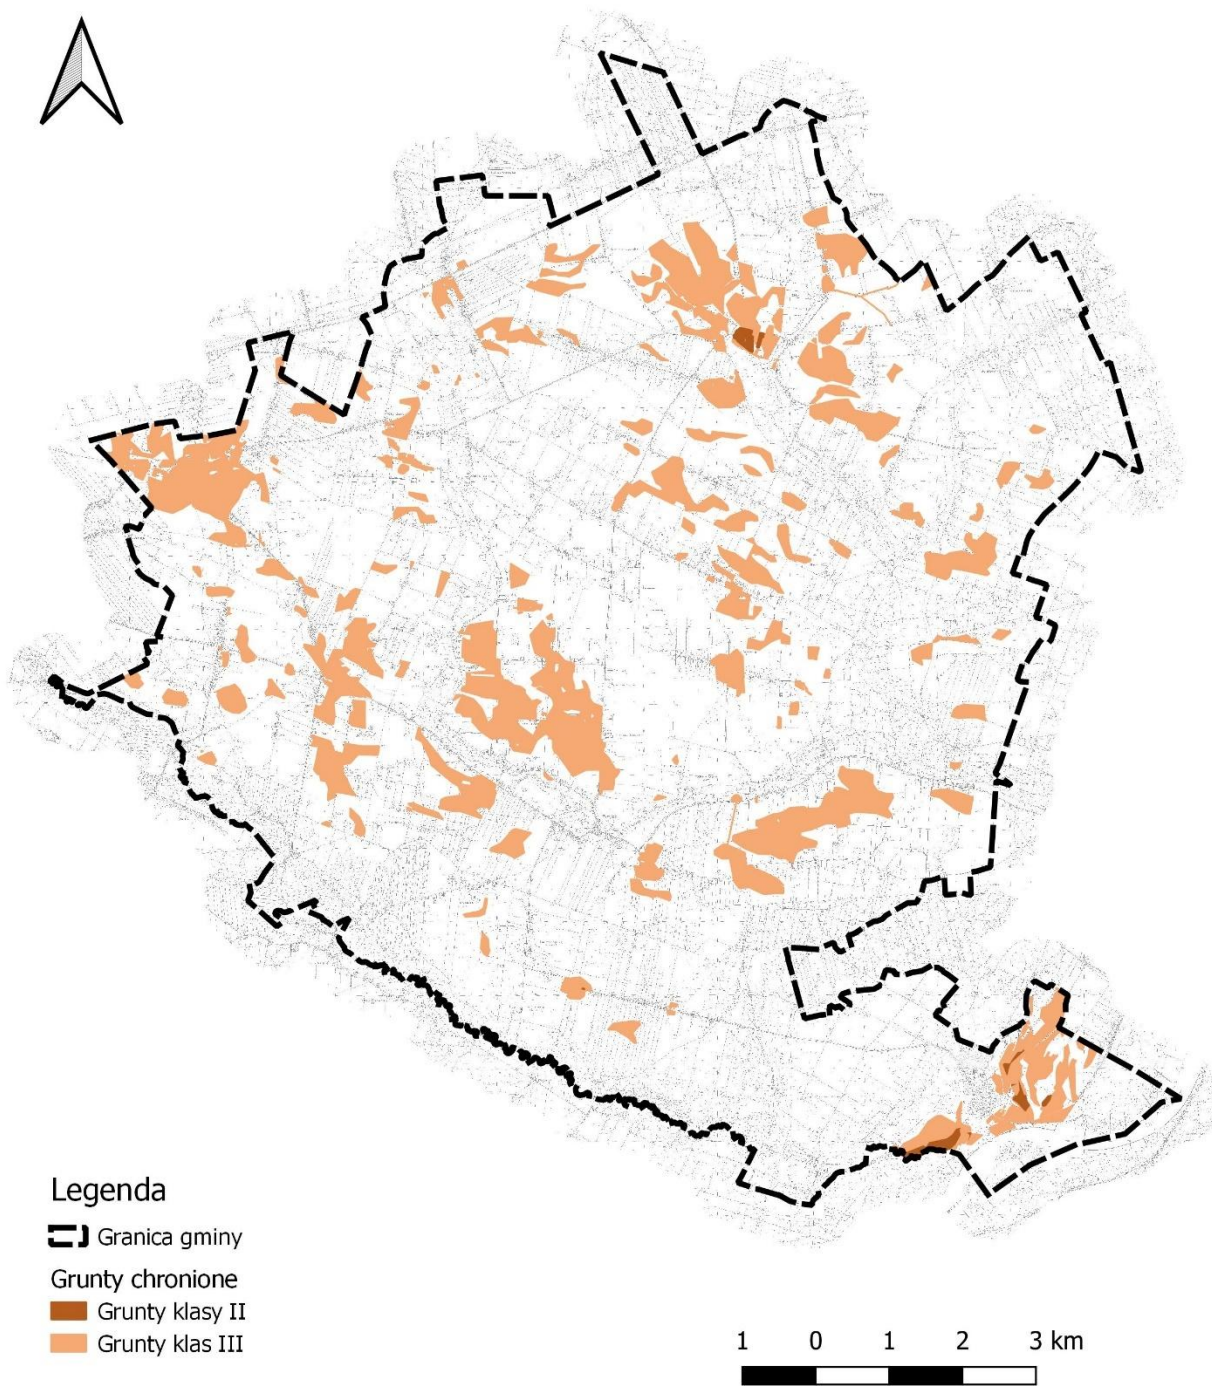 Legenda
Granica gminy
Grunty chronione
Grunty klasy II
Grunty klas III
1 0 1 2 3 km